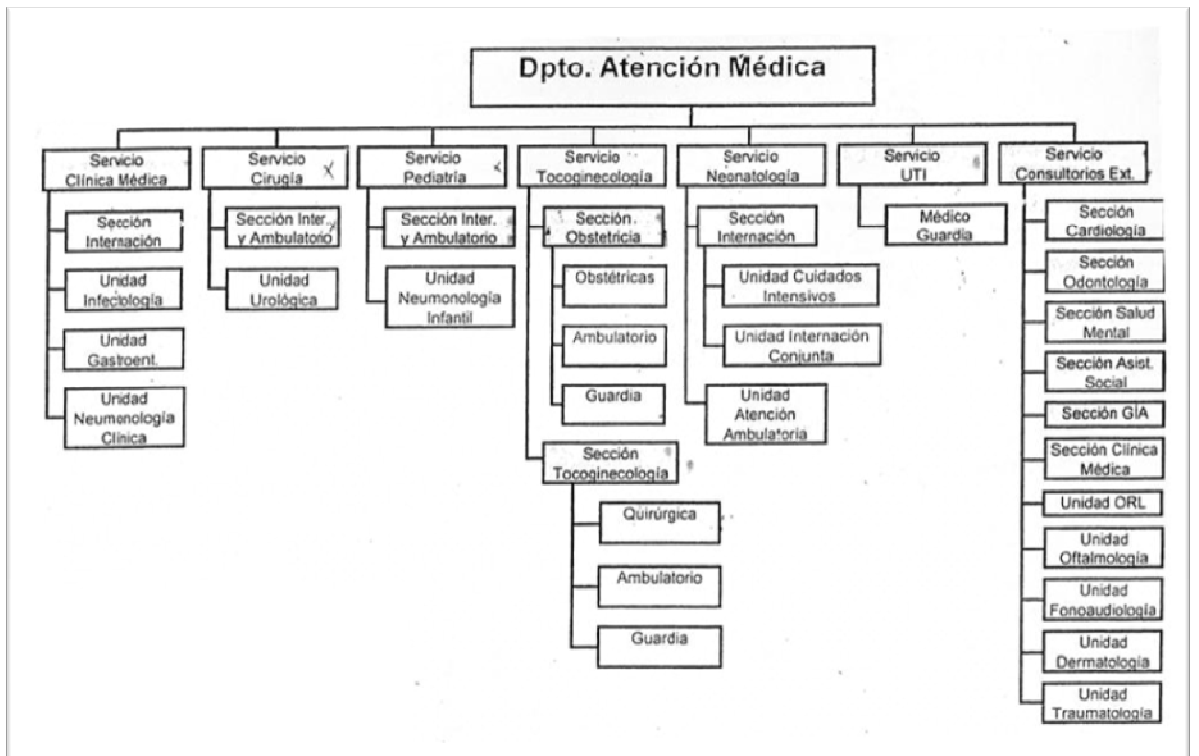 Dpto. Atención Médica
Servicio
Clínica Médica
Sección
Internación
Unidad
Infectología
Unidad
Gastroent.
Unidad
Neumonología
Clínica
Servicio
Cirugía
Sección Inter.
y Ambulatorio
Unidad
Urológica
Servicio
Pediatría
Sección Inter.
y Ambulatorio
Unidad
Neumonología
Infantil
Servicio
Tocoginecología
Sección.
Obstetricia
Obstétricas
Ambulatorio
Guardia
Sección
Tocoginecología
Quirúrgica
Ambulatorio
Guardia
Servicio
Neonatología
Sección
Internación
Unidad Cuidados
Intensivos
Unidad Internación
Conjunta
Unidad
Atención
Ambulatoria
Servicio
UTI
Médico
Guardia
Servicio
Consultorios Ext.
Sección
Cardiología
Sección
Odontología
Sección Salud
Mental
Sección Asist.
Social
Sección GIA
Sección Clínica
Médica
Unidad ORL
Unidad
Oftalmología
Unidad
Fonoaudiología
Unidad
Dermatología
Unidad
Traumatología